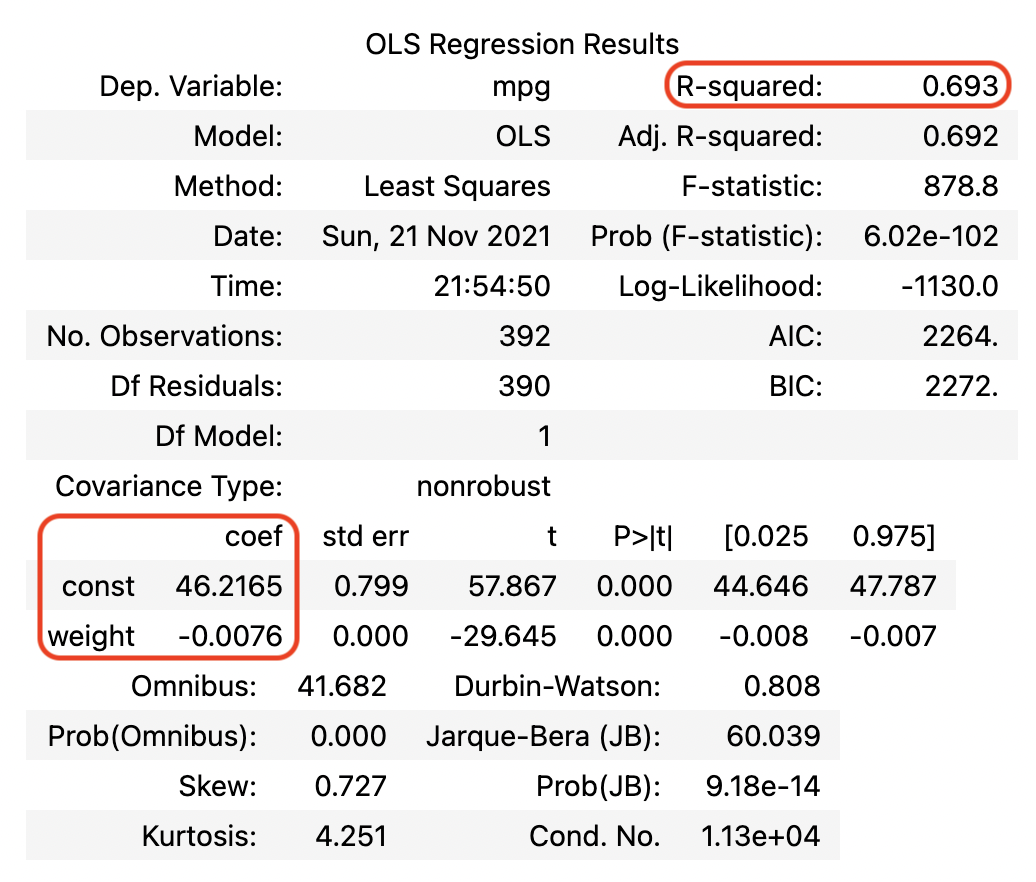 OLS Regression Results
Dep. Variable: mpg R-squared: 0.693
Model: OLS Adj. R-squared: 0.692
Method: Least Squares F-statistic: 878.8
Date: Sun, 21 Nov 2021 Prob (F-statistic): 6.02e-102
Time: 21:54:50 Log-Likelihood: -1130.0
No. Observations: 392 AIC: 2264.
Df Residuals: 390 BIC: 2272.
Df Model: 1
Covariance Type: nonrobust
coef std err t P>|t| [0.025 0.975]
const 46.2165 0.799 57.867 0.000 44.646 47.787
weight -0.0076 0.000 -29.645 0.000 -0.008 -0.007
Omnibus: 41.682 Durbin-Watson: 0.808
Prob(Omnibus): 0.000 Jarque-Bera (JB): 60.039
Skew: 0.727 Prob(JB): 9.18e-14
Kurtosis: 4.251 Cond. No. 1.13e+04